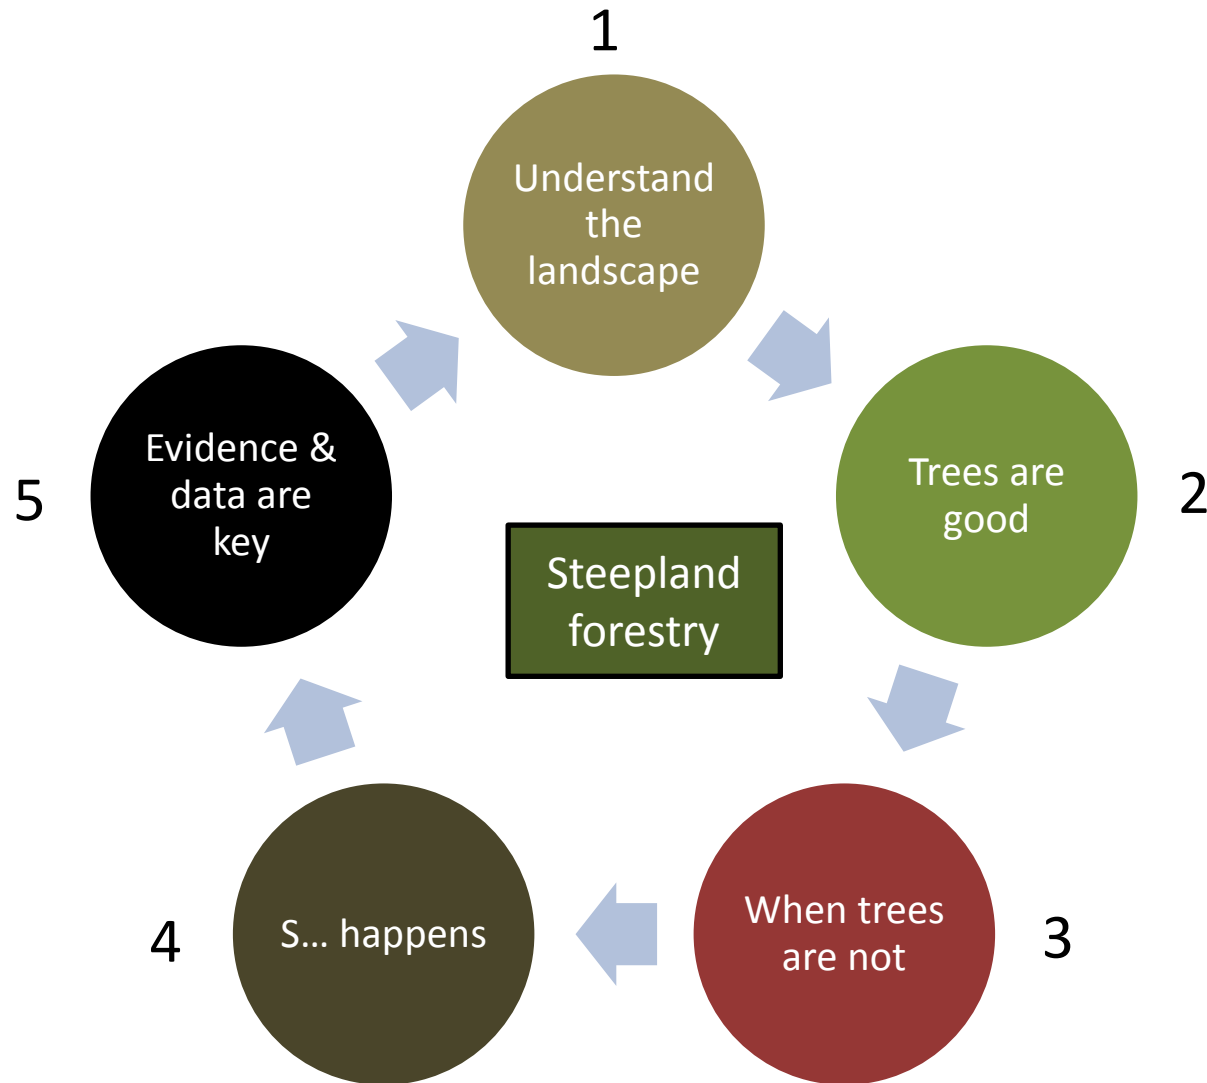 1
Understand
the
landscape
Trees are
good
2
When trees
are not
3
S... happens
4
Evidence &
data are
key
5
Steepland
forestry